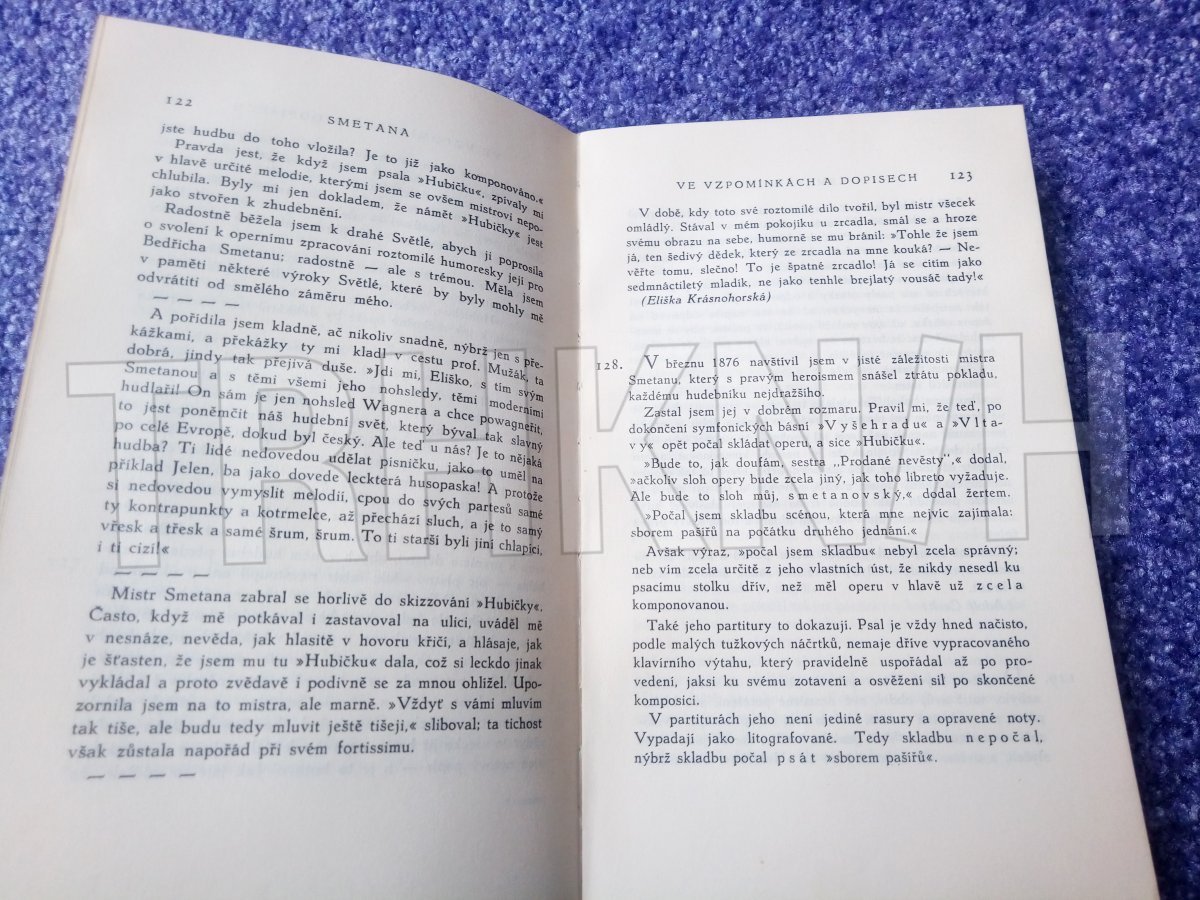 122
SMETANA
jste hudbu do toho vložila? Je to již jako komponováno.«
Pravda jest, že když jsem psala »Hubičku«, zpívaly mi
v hlavě určité melodie, kterými jsem se ovšem mistrovi nepo-
chlubila. Byly mi jen dokladem, že námět »Hubičky« jest
jako stvořen k zhudebnění.
Radostně běžela jsem k drahé Světlé, abych ji poprosila
o svolení k opernímu zpracování roztomilé humoresky její pro
Bedřicha Smetanu; radostně — ale s trémou. Měla jsem
v paměti některé výroky Světlé, které by byly mohly mě
odvrátiti od smělého záměru mého.
— — — —
A pořídila jsem kladně, ač nikoliv snadně, nýbrž jen s pře-
kážkami, a překážky ty mi kladl v cestu prof. Mužák, ta
dobrá, jindy tak přejivá duše. »Jdi mi, Eliško, s tím svým
Smetanou a s těmi všemi jeho nohsledy, těmi moderními
hudlaři! On sám je jen nohsled Wagnera a chce powagneřit,
to jest poněmčit náš hudební svět, který býval tak slavný
po celé Evropě, dokud byl český. Ale teď u nás? Je to nějaká
hudba? Ti lidé nedovedou udělat písničku, jako to uměl na
příklad Jelen, ba jako dovede leckterá husopaska! A protože
si nedovedou vymyslit melodii, cpou do svých partesů samé
ty kontrapunkty a kotrmelce, až přechází sluch, a je to samý
vřesk a třesk a samé šrum, šrum. To ti starší byli jiní chlapíci,
i ti cizí!«
— — — —
Mistr Smetana zabral se horlivě do skizzování »Hubičky«.
Často, když mě potkával i zastavoval na ulici, uváděl mě
v nesnáze, nevěda, jak hlasitě v hovoru křičí, a hlásaje, jak
je šťasten, že jsem mu tu »Hubičku« dala, což si leckdo jinak
vykládal a proto zvědavě i podivně se za mnou ohlížel. Upo-
zornila jsem na to mistra, ale marně. »Vždyť s vámi mluvím
tak tiše, ale budu tedy mluvit ještě tišeji,« sliboval; ta tichost
však zůstala napořád při svém fortissimu.
— — — —
VE VZPOMÍNKÁCH A DOPISECH 123
V době, kdy toto své roztomilé dílo tvořil, byl mistr všecek
omládlý. Stával v mém pokojíku u zrcadla, smál se a hroze
svému obrazu na sebe, humorně se mu bránil: »Tohle že jsem
já, ten šedivý dědek, který ze zrcadla na mne kouká? — Ne-
věřte tomu, slečno! To je špatné zrcadlo! Já se cítím jako
sedmnáctiletý mladík, ne jako tenhle brejlatý vousáč tady!«
(Eliška Krásnohorská)
128. V březnu 1876 navštívil jsem v jisté záležitosti mistra
Smetanu, který s pravým heroismem snášel ztrátu pokladu,
každému hudebníku nejdražšího.
Zastal jsem jej v dobrém rozmaru. Pravil mi, že teď, po
dokončení symfonických básní »Vyšehradu« a »Vlta-
vy« opět počal skládat operu, a sice »Hubičku«.
»Bude to, jak doufám, sestra „Prodané nevěsty",« dodal,
»ačkoliv sloh opery bude zcela jiný, jak toho libreto vyžaduje.
Ale bude to sloh můj, smetanovský,« dodal žertem.
»Počal jsem skladbu scénou, která mne nejvíc zajímala:
sborem pašířů na počátku druhého jednání.«
Avšak výraz, »počal jsem skladbu« nebyl zcela správný;
neb vím zcela určitě z jeho vlastních úst, že nikdy nesedl ku
psacímu stolku dřív, než měl operu v hlavě už zcela
komponovanou.
Také jeho partitury to dokazují. Psal je vždy hned načisto,
podle malých tužkových náčrtků, nemaje dříve vypracovaného
klavírního výtahu, který pravidelně uspořádal až po pro-
vedení, jaksi ku svému zotavení a osvěžení sil po skončené
komposici.
V partiturách jeho není jediné rasury a opravené noty.
Vypadají jako litografované. Tedy skladbu nepočal,
nýbrž skladbu počal psát »sborem pašířů«.
TRHKNIH